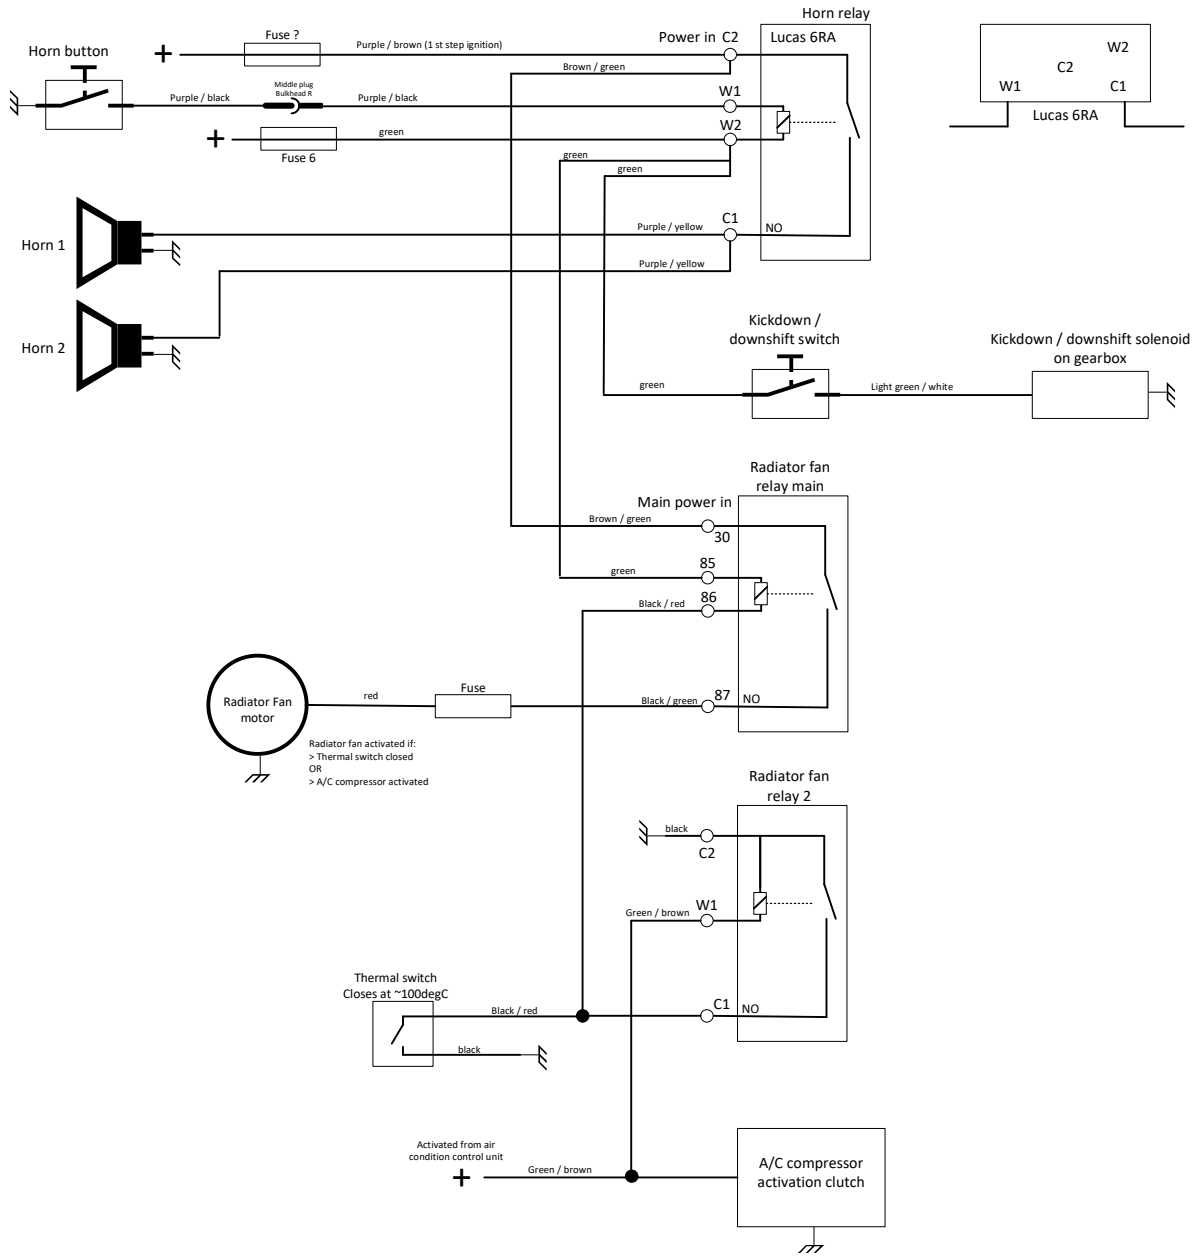 Horn relay
Fuse ?
Horn button
Purple / brown (1 st step ignition)
Power in C2
Lucas 6RA
W2
C2
W1
C1
Lucas 6RA
Brown / green
Middle plug
Bulkhead R
Purple / black
Purple / black
W1
W2
green
Fuse 6
green
green
Horn 1
Purple / yellow
C1
NO
Purple / yellow
Horn 2
Kickdown /
downshift switch
Kickdown / downshift solenoid
on gearbox
green
Light green / white
Radiator fan
relay main
Main power in
Brown / green
30
85
green
86
Black / red
Radiator Fan
motor
red
Fuse
Black / green
87
NO
Radiator fan activated if:
> Thermal switch closed
OR
> A/C compressor activated
Radiator fan
relay 2
black
C2
W1
Green / brown
Thermal switch
Closes at ~100degC
Black / red
C1
NO
black
Activated from air
condition control unit
Green / brown
A/C compressor
activation clutch